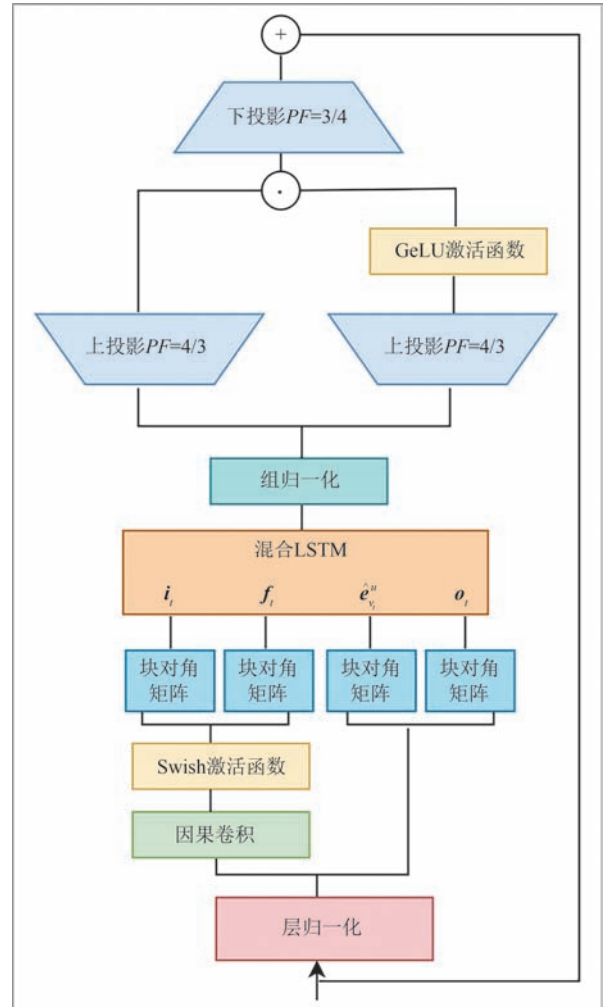 +
下投影PF=3/4
·
GeLU激活函数
上投影PF=4/3
上投影PF=4/3
组归一化
混合LSTM
i_t f_t ê^u_{v_t} o_t
块对角 块对角 块对角 块对角
矩阵 矩阵 矩阵 矩阵
Swish激活函数
因果卷积
层归一化